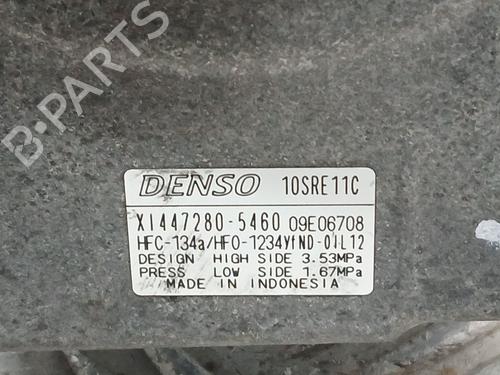 B-PARTS
DENSO 10SRE11C
XI447280-5460 09E06708
HFC-134a/HFO-1234Yf ND-OIL12
DESIGN HIGH SIDE 3.53MPa
PRESS LOW SIDE 1.67MPa
MADE IN INDONESIA